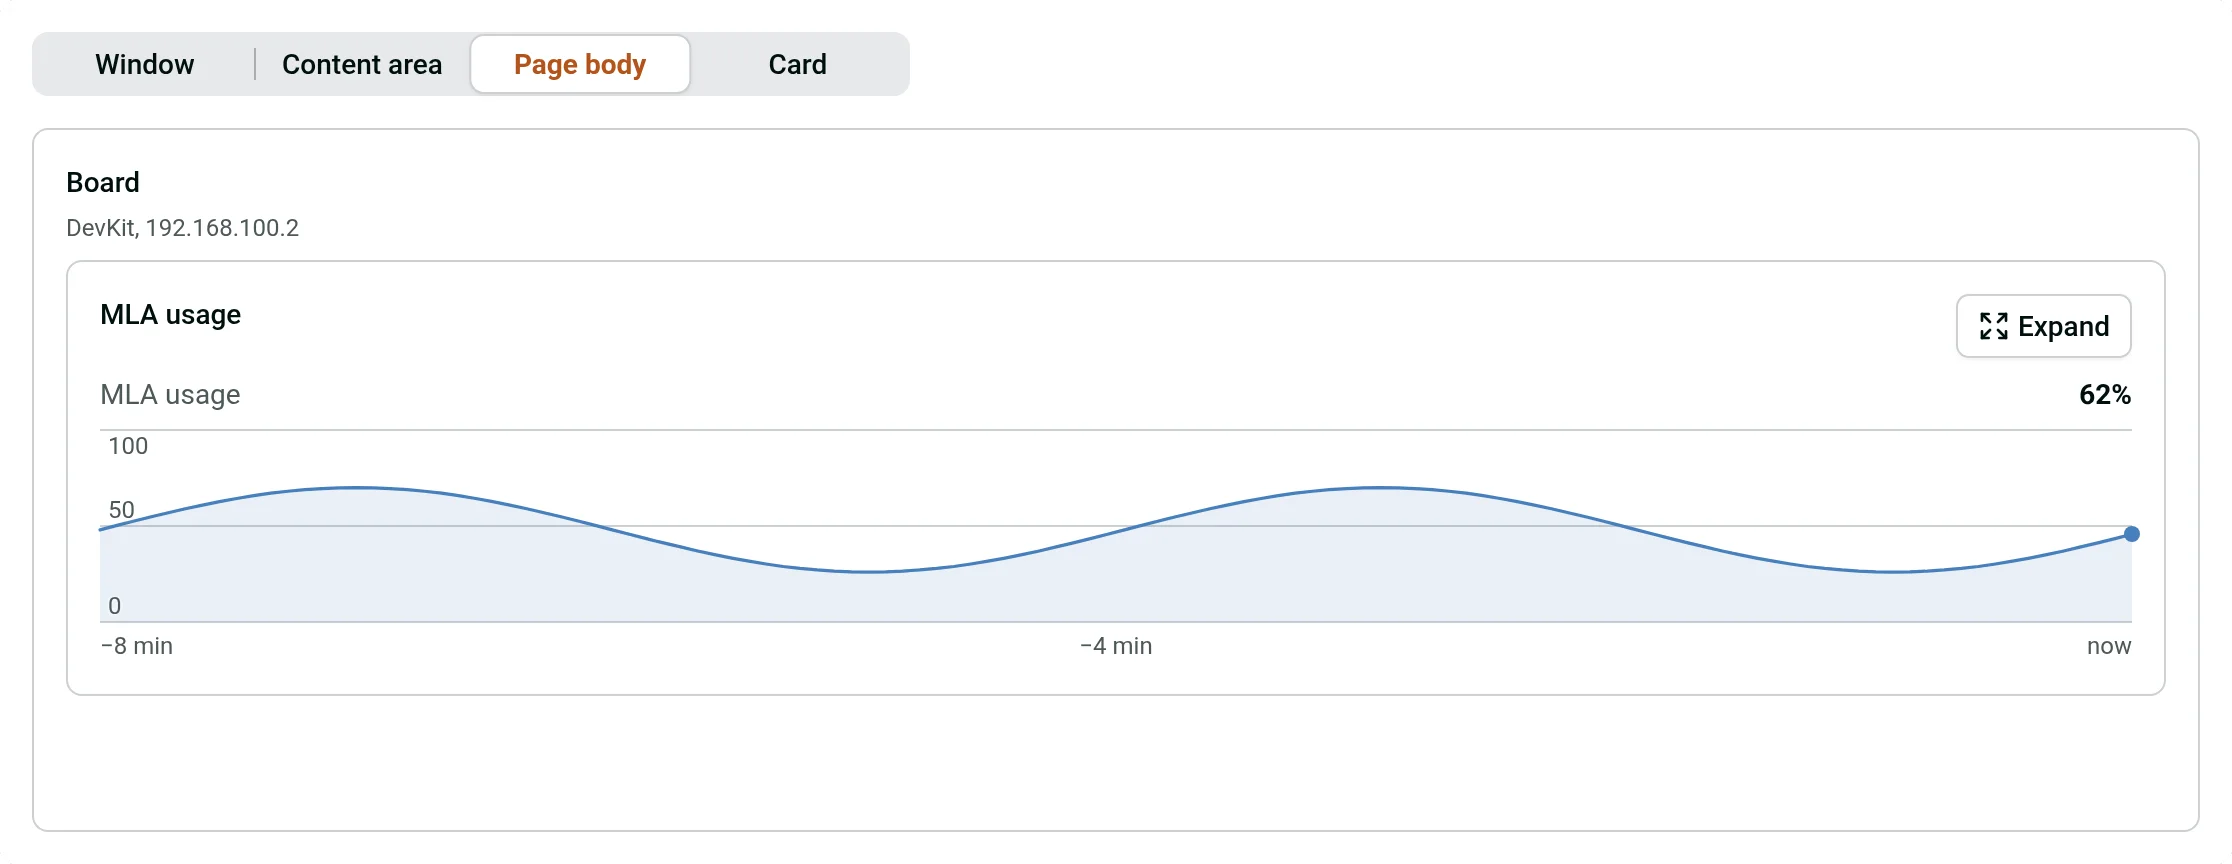 Window
Content area
Page body
Card
Board
DevKit, 192.168.100.2
MLA usage
Expand
MLA usage
62%
100
50
0
−8 min
−4 min
now